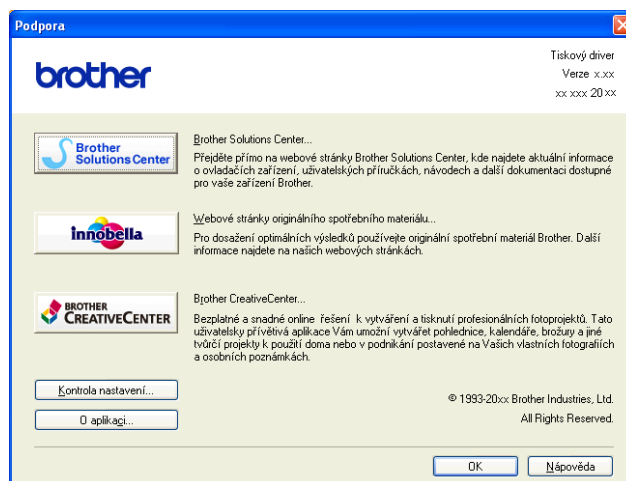 Podpora
brother
Tiskový driver
Verze x.xx
xx xxx 20xx
Brother
Solutions Center
Brother Solutions Center...
Přejděte přímo na webové stránky Brother Solutions Center, kde najdete aktuální informace
o ovladačích zařízení, uživatelských příručkách, návodech a další dokumentaci dostupné
pro vaše zařízení Brother.
innobella
Webové stránky originálního spotřebního materiálu...
Pro dosažení optimálních výsledků používejte originální spotřební materiál Brother. Další
informace najdete na našich webových stránkách.
BROTHER
CREATIVECENTER
Brother CreativeCenter...
Bezplatné a snadné online řešení k vytváření a tisknutí profesionálních fotoprojektů. Tato
uživatelsky přívětivá aplikace Vám umožní vytvářet pohlednice, kalendáře, brožury a jiné
tvůrčí projekty k použití doma nebo v podnikání postavené na Vašich vlastních fotografiích
a osobních poznámkách.
Kontrola nastavení...
O aplikaci...
© 1993-20xx Brother Industries, Ltd.
All Rights Reserved.
OK
Nápověda